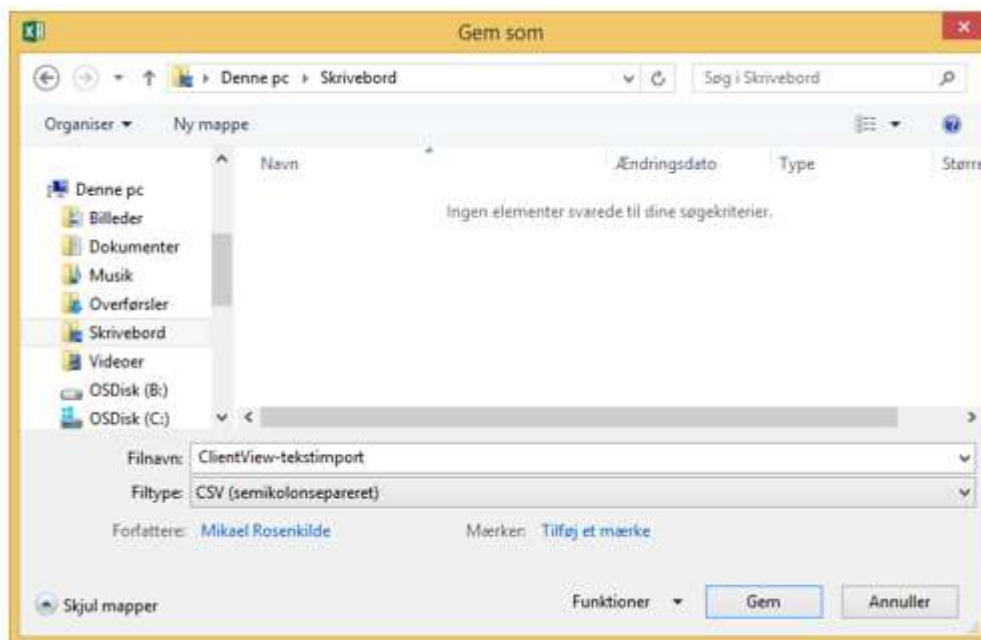 Gem som
Denne pc Skrivebord
Søg i Skrivebord
Organiser Ny mappe
Navn Ændringsdato Type Større
Ingen elementer svarede til dine søgekriterier.
Denne pc
Billeder
Dokumenter
Musik
Overførsler
Skrivebord
Videoer
OSDisk (B:)
OSDisk (C:)
Filnavn: ClientView-tekstimport
Filtype: CSV (semikolonsepareret)
Forfattere: Mikael Rosenkilde Mærker: Tilføj et mærke
Skjul mapper Funktioner Gem Annuller